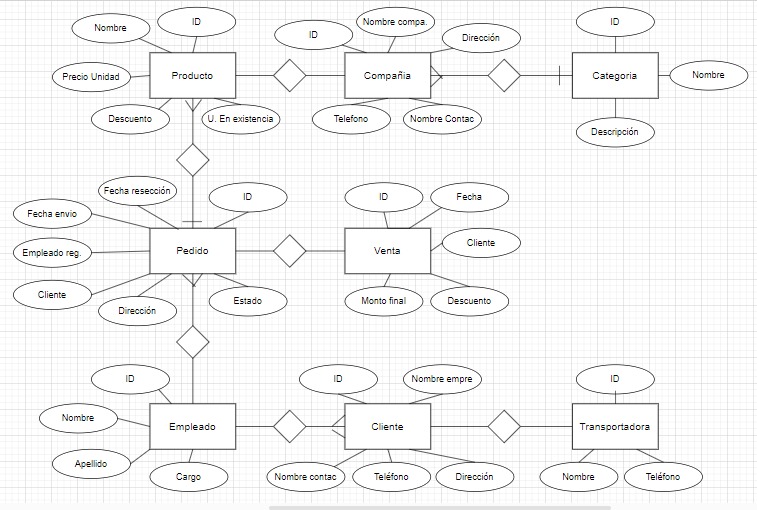 ID
Nombre
Precio Unidad
Producto
Descuento
U. En existencia
ID
Nombre compa.
Dirección
Compañia
Telefono
Nombre Contac
ID
Categoria
Nombre
Descripción
Fecha resección
ID
Fecha envio
Empleado reg.
Pedido
Cliente
Dirección
Estado
ID
Fecha
Venta
Cliente
Monto final
Descuento
ID
Nombre
Empleado
Apellido
Cargo
ID
Nombre empre
Cliente
Nombre contac
Teléfono
Dirección
ID
Transportadora
Nombre
Teléfono